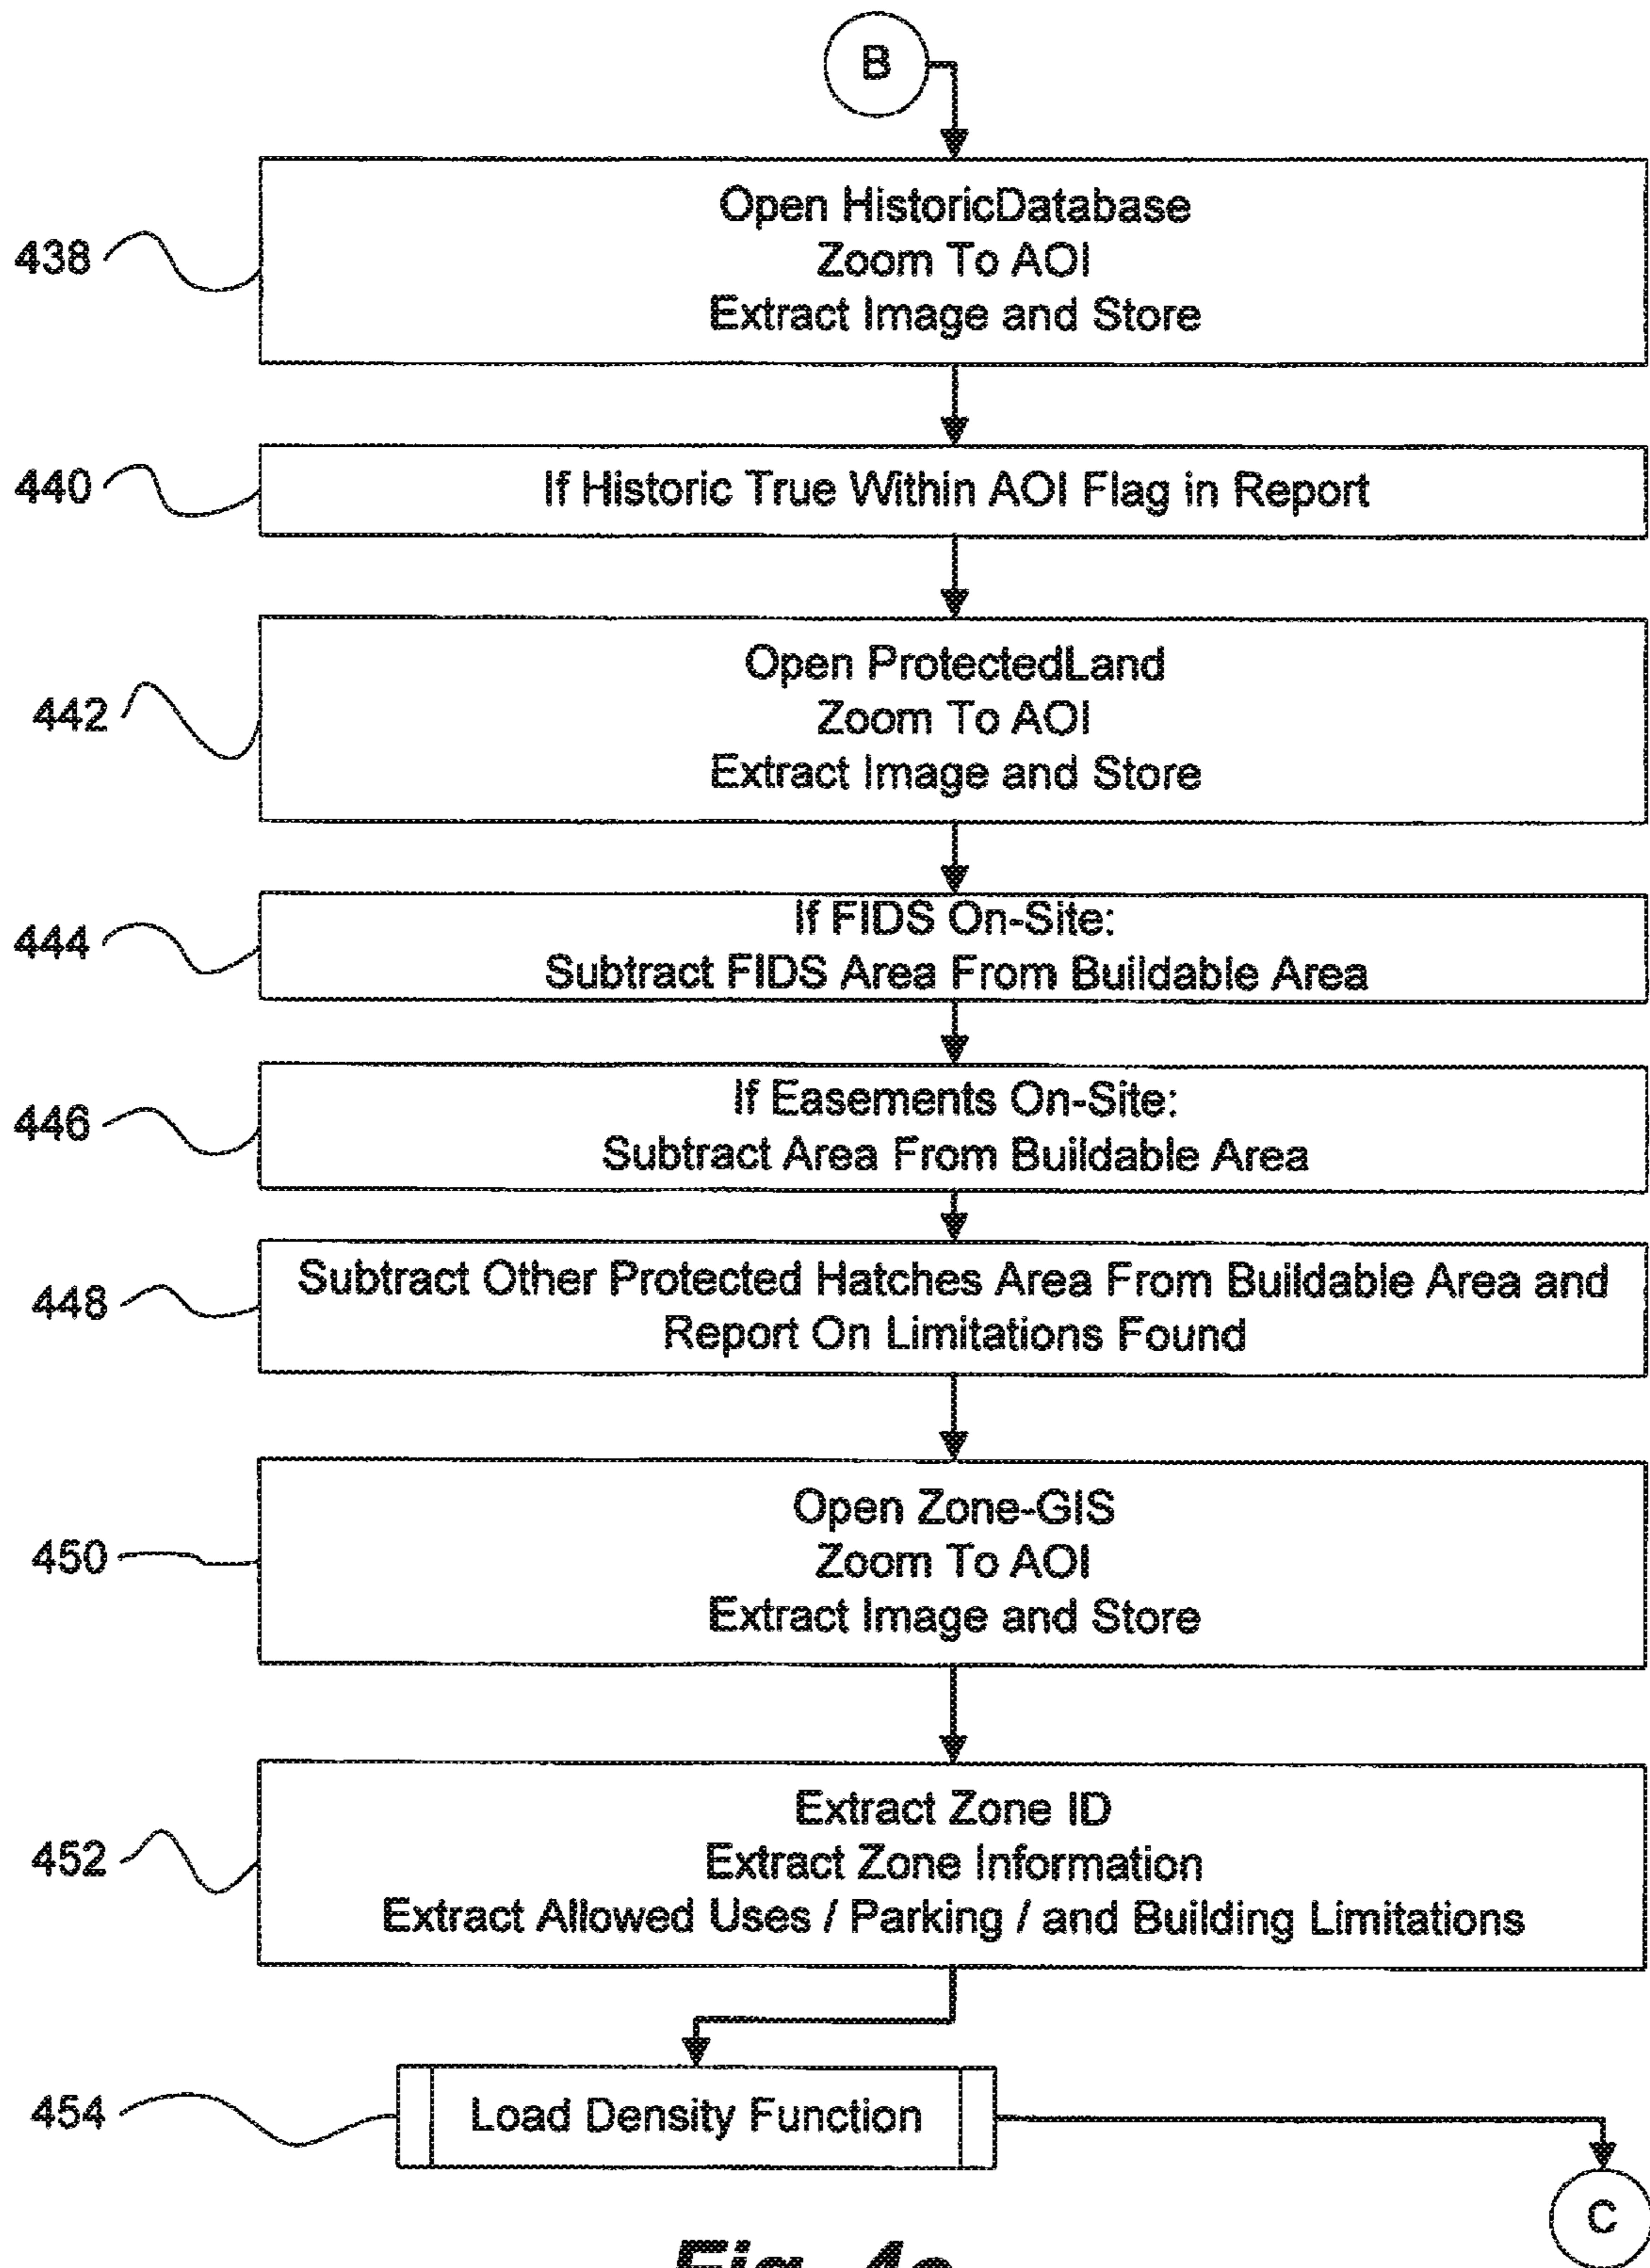 B
438
Open HistoricDatabase
Zoom To AOI
Extract Image and Store
440
If Historic True Within AOI Flag in Report
442
Open ProtectedLand
Zoom To AOI
Extract Image and Store
444
If FIDS On-Site:
Subtract FIDS Area From Buildable Area
446
If Easements On-Site:
Subtract Area From Buildable Area
448
Subtract Other Protected Hatches Area From Buildable Area and
Report On Limitations Found
450
Open Zone-GIS
Zoom To AOI
Extract Image and Store
452
Extract Zone ID
Extract Zone Information
Extract Allowed Uses / Parking / and Building Limitations
454
Load Density Function
C
Fig.